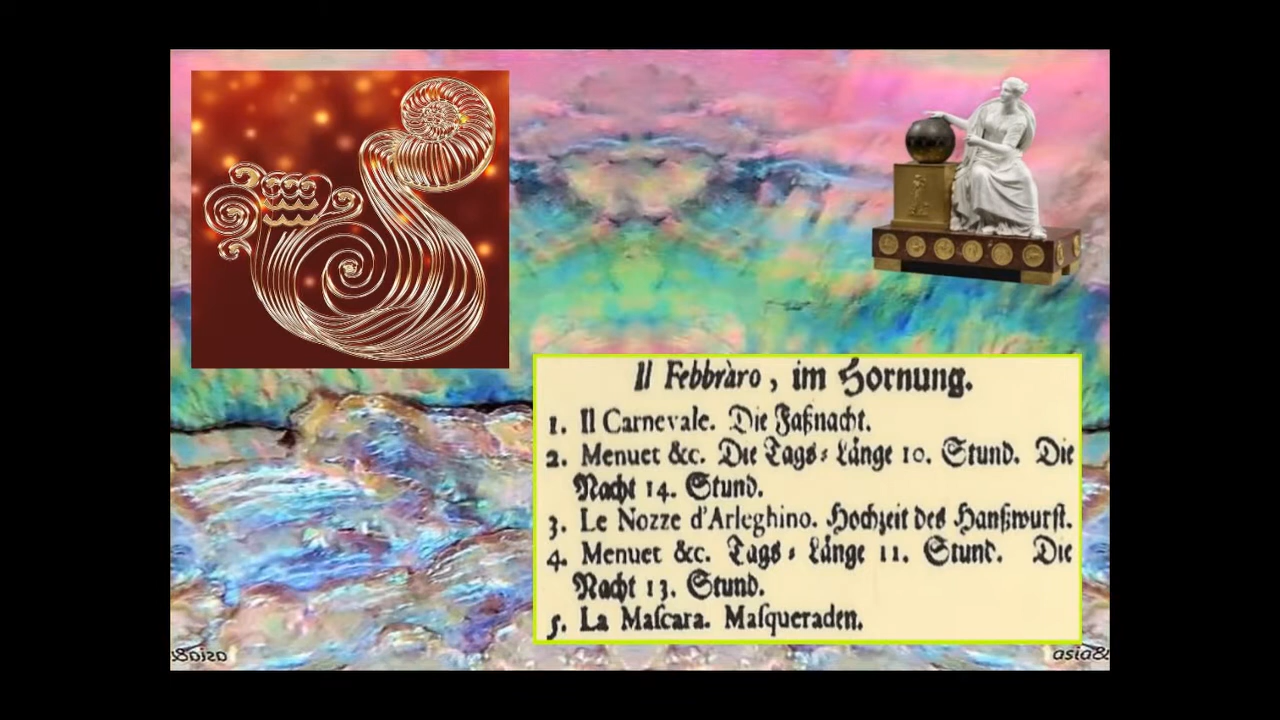 Il Febbràro, im Hornung.
1. Il Carnevale. Die Faßnacht.
2. Menuet &c. Die Tags⸗Länge 10. Stund. Die
Nacht 14. Stund.
3. Le Nozze d'Arleghino. Hochzeit des Hanßwurſt.
4. Menuet &c. Tags⸗Länge 11. Stund. Die
Nacht 13. Stund.
5. La Maſcara. Maſqueraden.
asia&